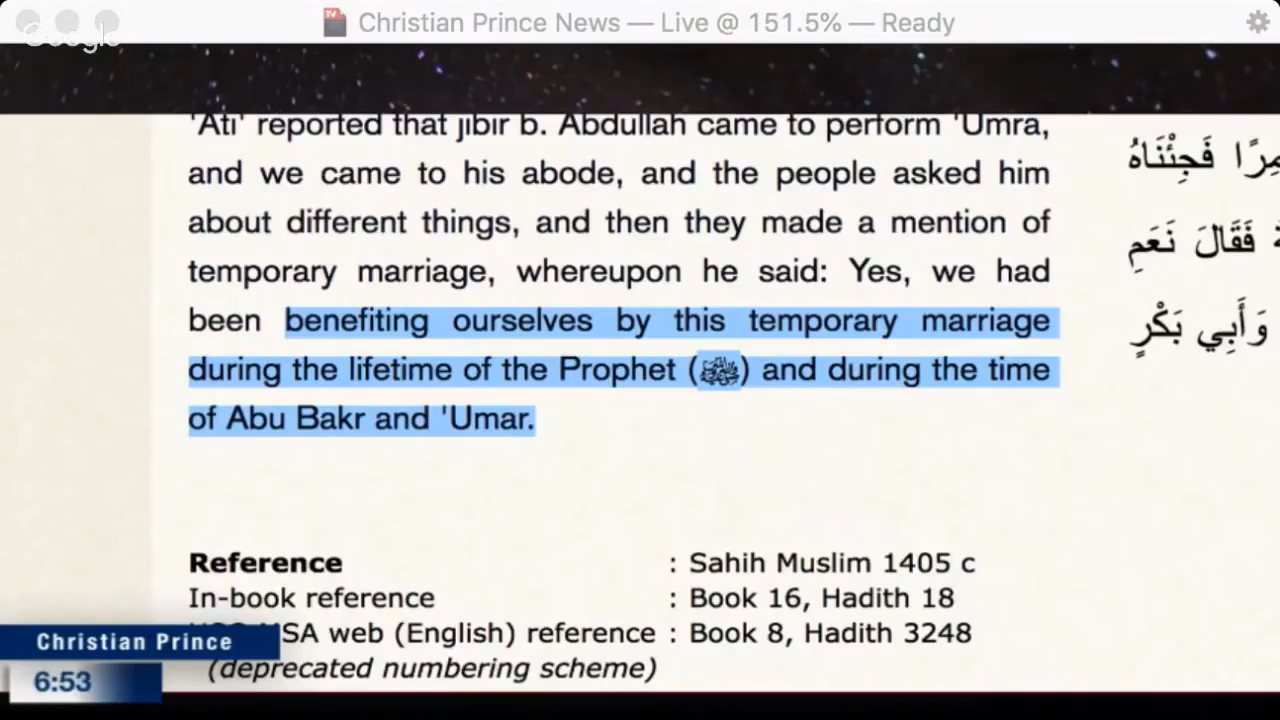 Christian Prince News — Live @ 151.5% — Ready
Google
'Ati' reported that jıbir b. Abdullah came to perform 'Umra,
and we came to his abode, and the people asked him
about different things, and then they made a mention of
temporary marriage, whereupon he said: Yes, we had
been benefiting ourselves by this temporary marriage
during the lifetime of the Prophet (ﷺ) and during the time
of Abu Bakr and 'Umar.
فَجِئْنَاهُ
فَقَالَ نَعَمِ
وَأَبِي بَكْرٍ
Reference : Sahih Muslim 1405 c
In-book reference : Book 16, Hadith 18
web (English) reference : Book 8, Hadith 3248
(deprecated numbering scheme)
Christian Prince
6:53